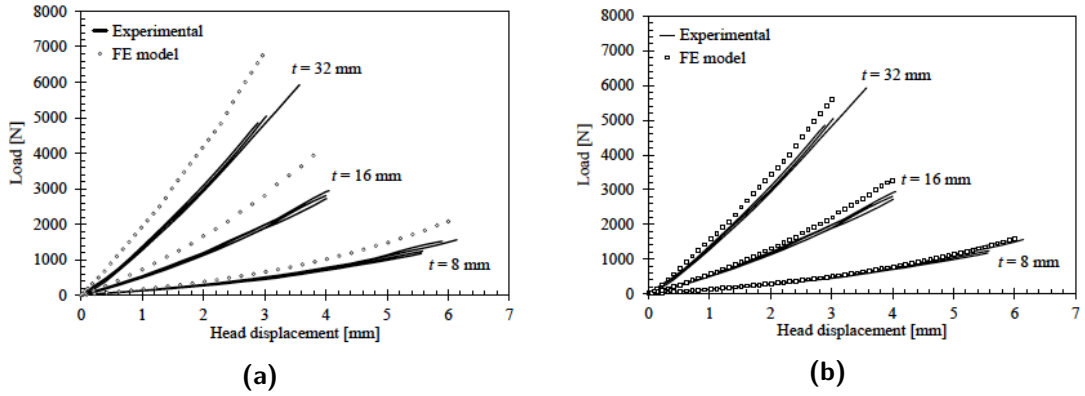 8000
7000
6000
5000
4000
3000
2000
1000
0
Load [N]
Experimental
FE model
t = 32 mm
t = 16 mm
t = 8 mm
0 1 2 3 4 5 6 7
Head displacement [mm]
(a)
8000
7000
6000
5000
4000
3000
2000
1000
0
Load [N]
Experimental
FE model
t = 32 mm
t = 16 mm
t = 8 mm
0 1 2 3 4 5 6 7
Head displacement [mm]
(b)